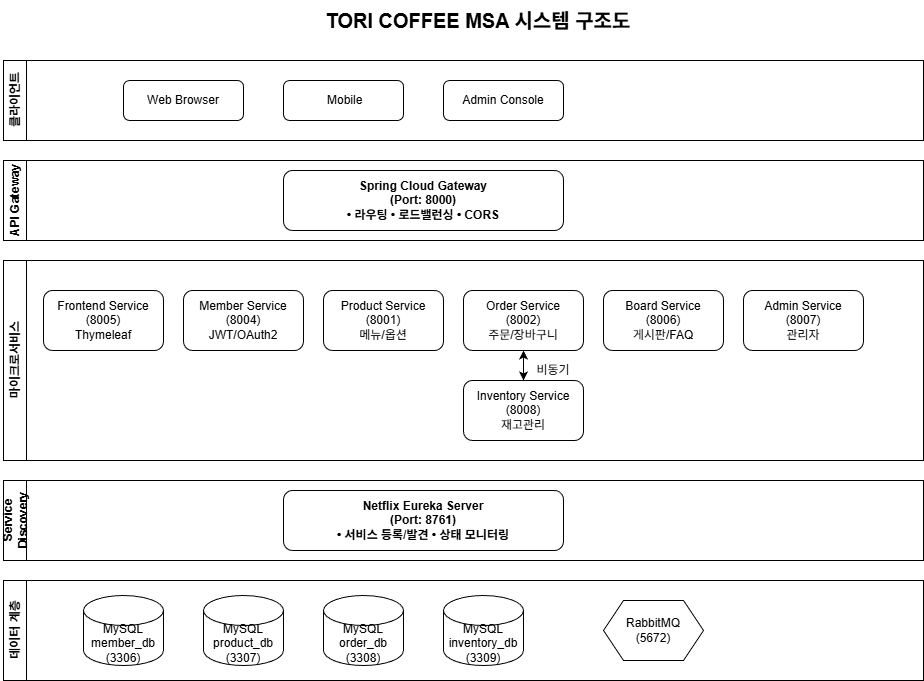 TORI COFFEE MSA 시스템 구조도
클라이언트
Web Browser
Mobile
Admin Console
API Gateway
Spring Cloud Gateway
(Port: 8000)
• 라우팅 • 로드밸런싱 • CORS
마이크로서비스
Frontend Service
(8005)
Thymeleaf
Member Service
(8004)
JWT/OAuth2
Product Service
(8001)
메뉴/옵션
Order Service
(8002)
주문/장바구니
Board Service
(8006)
게시판/FAQ
Admin Service
(8007)
관리자
비동기
Inventory Service
(8008)
재고관리
Service
Discovery
Netflix Eureka Server
(Port: 8761)
• 서비스 등록/발견 • 상태 모니터링
데이터 계층
MySQL
member_db
(3306)
MySQL
product_db
(3307)
MySQL
order_db
(3308)
MySQL
inventory_db
(3309)
RabbitMQ
(5672)